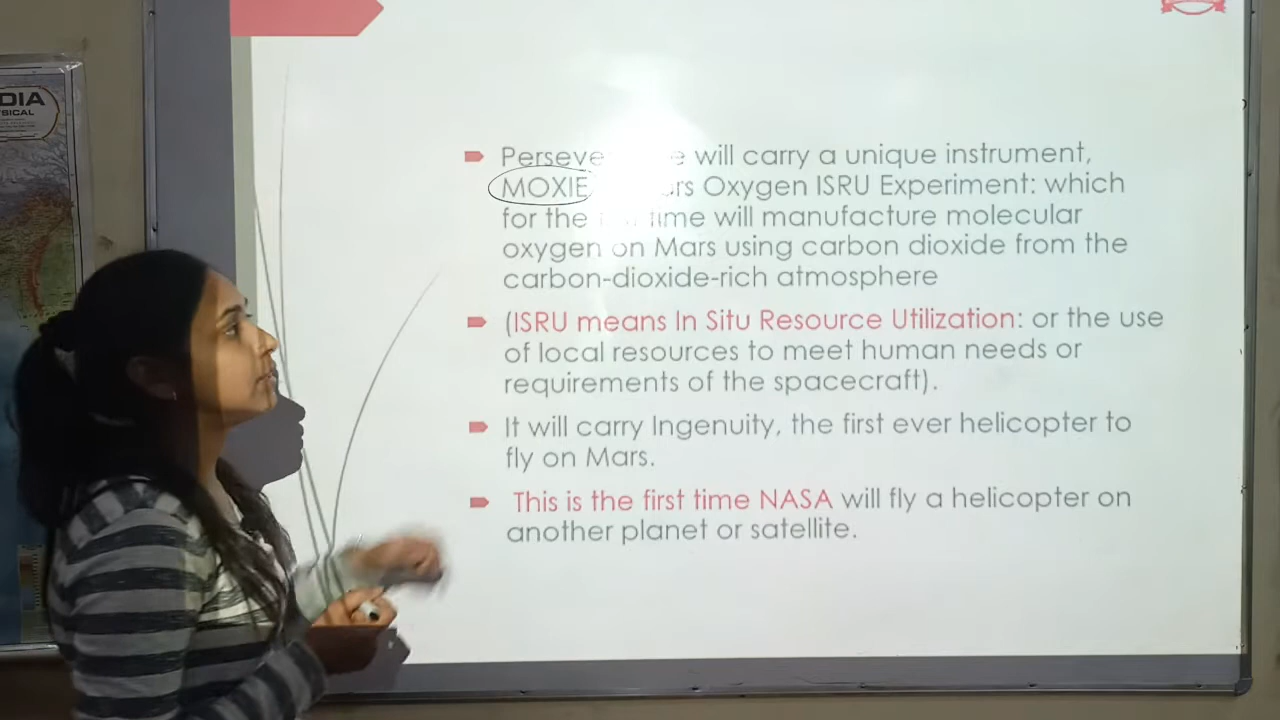 DIA
SICAL
will carry a unique instrument,
MOXIE Oxygen ISRU Experiment: which
for the time will manufacture molecular
oxygen on Mars using carbon dioxide from the
carbon-dioxide-rich atmosphere
(ISRU means In Situ Resource Utilization: or the use
of local resources to meet human needs or
requirements of the spacecraft).
It will carry Ingenuity, the first ever helicopter to
fly on Mars.
This is the first time NASA will fly a helicopter on
another planet or satellite.